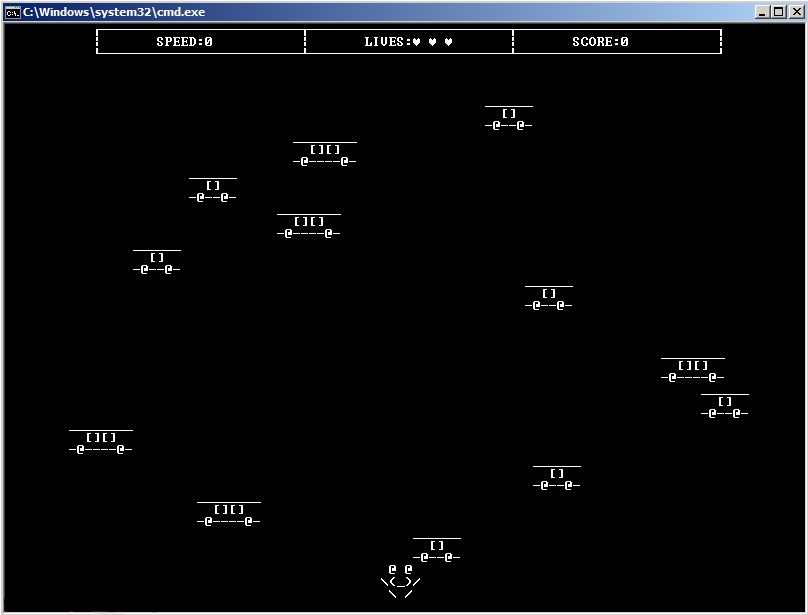 C:\Windows\system32\cmd.exe
SPEED:0 LIVES:♥ ♥ ♥ SCORE:0